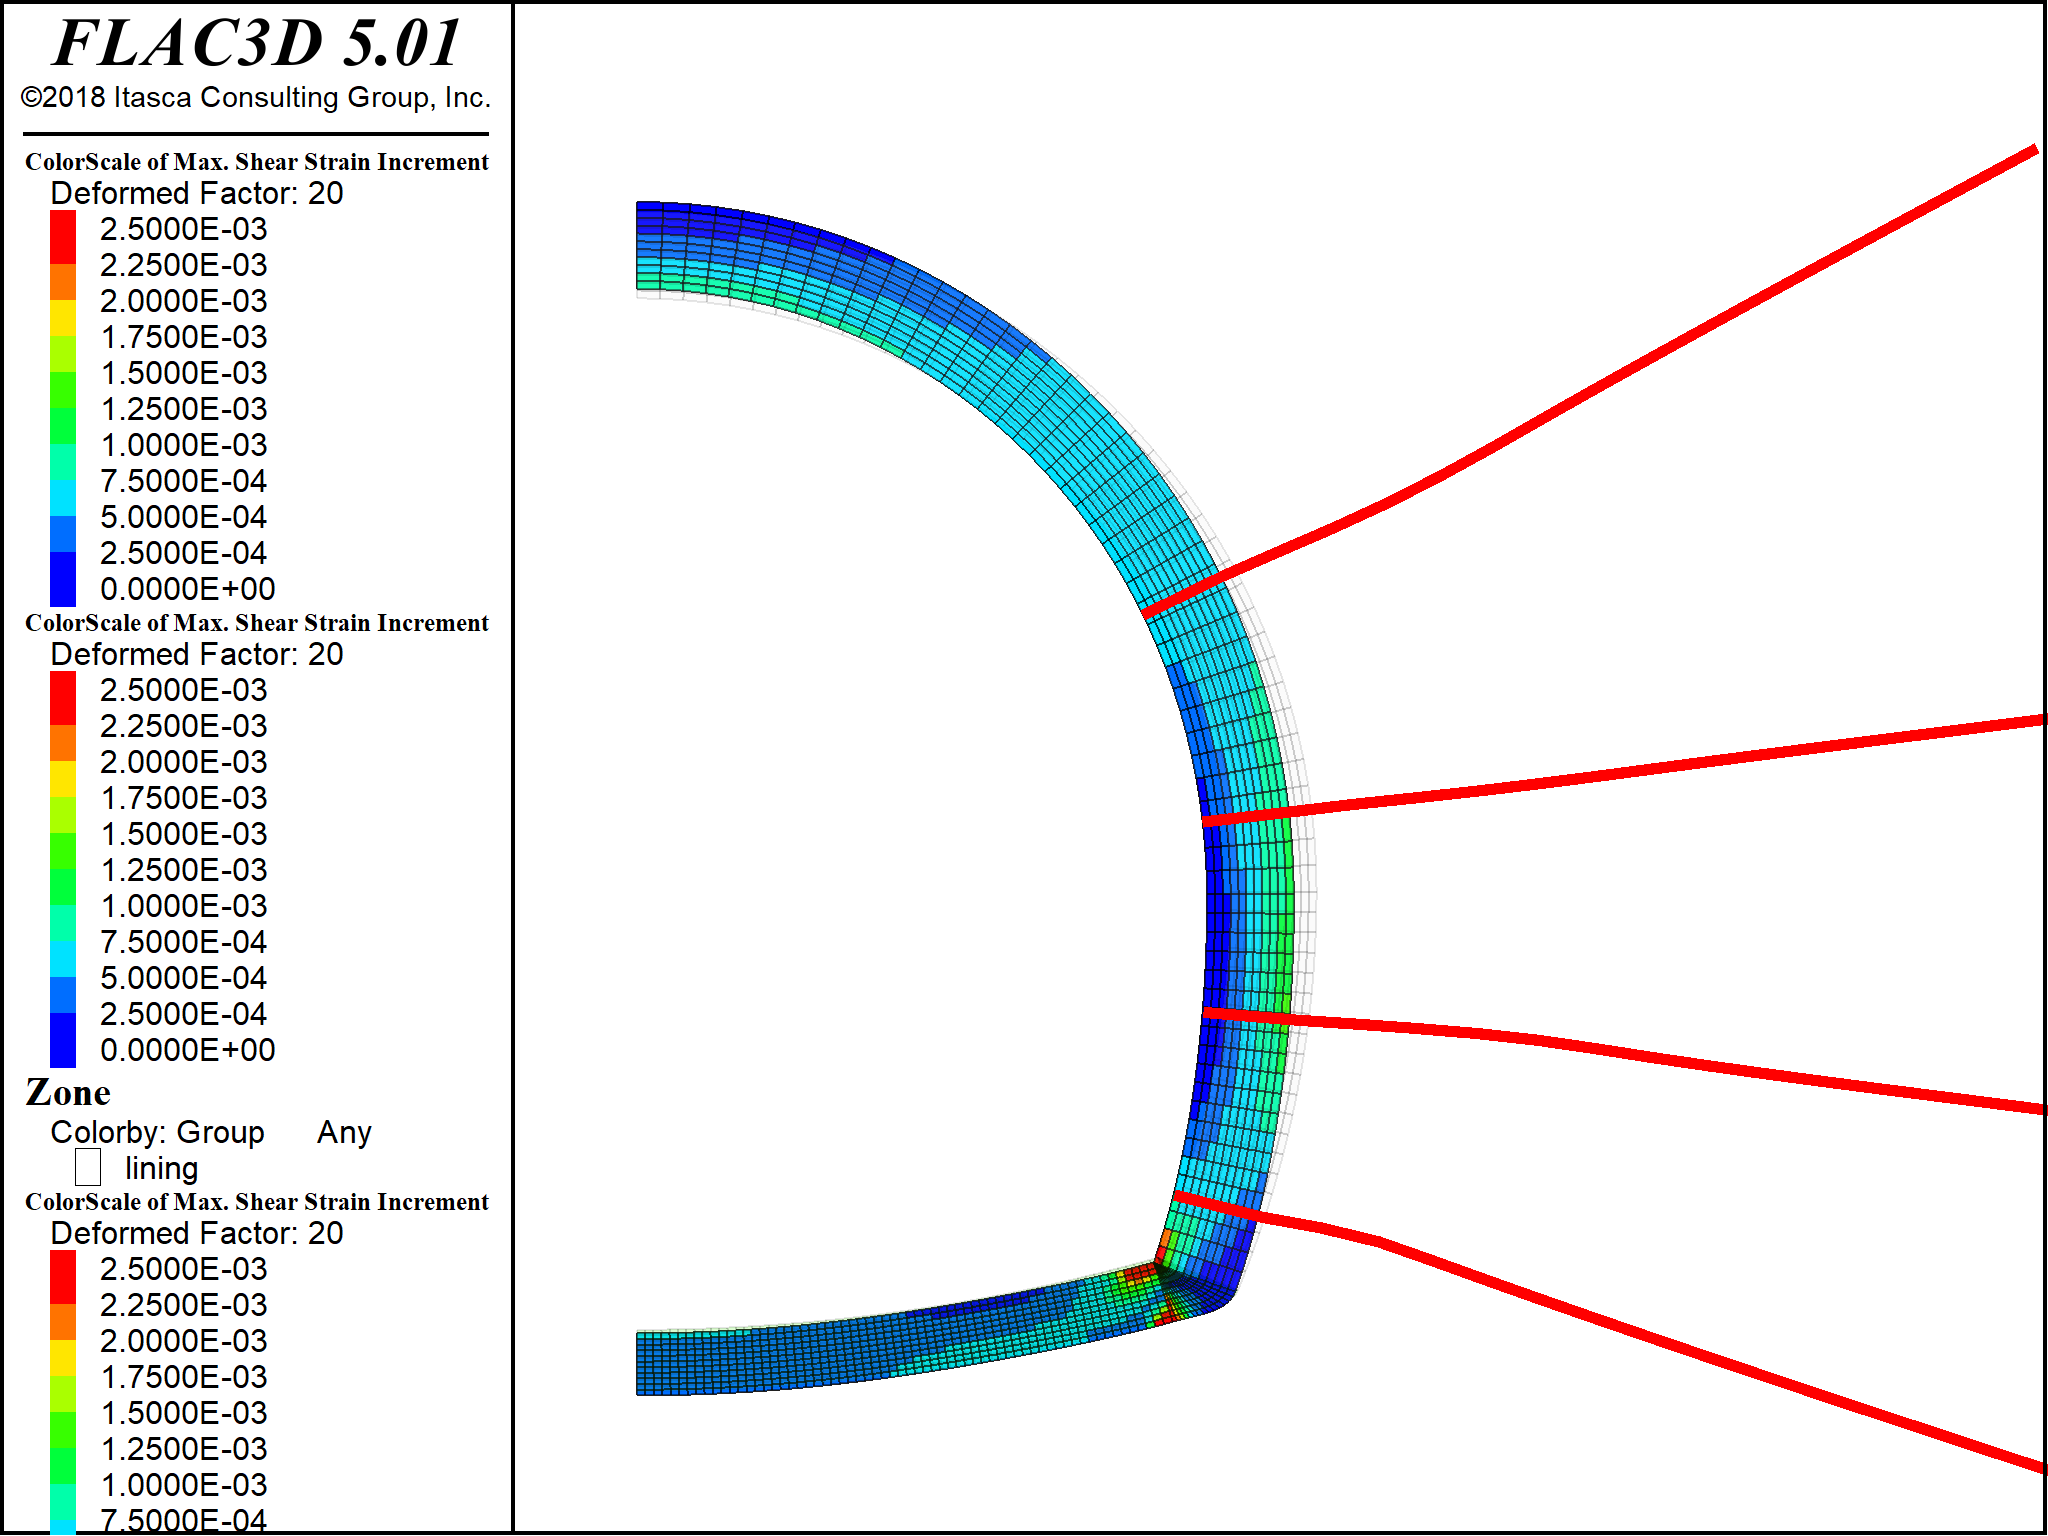 FLAC3D 5.01
©2018 Itasca Consulting Group, Inc.
ColorScale of Max. Shear Strain Increment
Deformed Factor: 20
2.5000E-03
2.2500E-03
2.0000E-03
1.7500E-03
1.5000E-03
1.2500E-03
1.0000E-03
7.5000E-04
5.0000E-04
2.5000E-04
0.0000E+00
ColorScale of Max. Shear Strain Increment
Deformed Factor: 20
2.5000E-03
2.2500E-03
2.0000E-03
1.7500E-03
1.5000E-03
1.2500E-03
1.0000E-03
7.5000E-04
5.0000E-04
2.5000E-04
0.0000E+00
Zone
Colorby: Group Any
lining
ColorScale of Max. Shear Strain Increment
Deformed Factor: 20
2.5000E-03
2.2500E-03
2.0000E-03
1.7500E-03
1.5000E-03
1.2500E-03
1.0000E-03
7.5000E-04